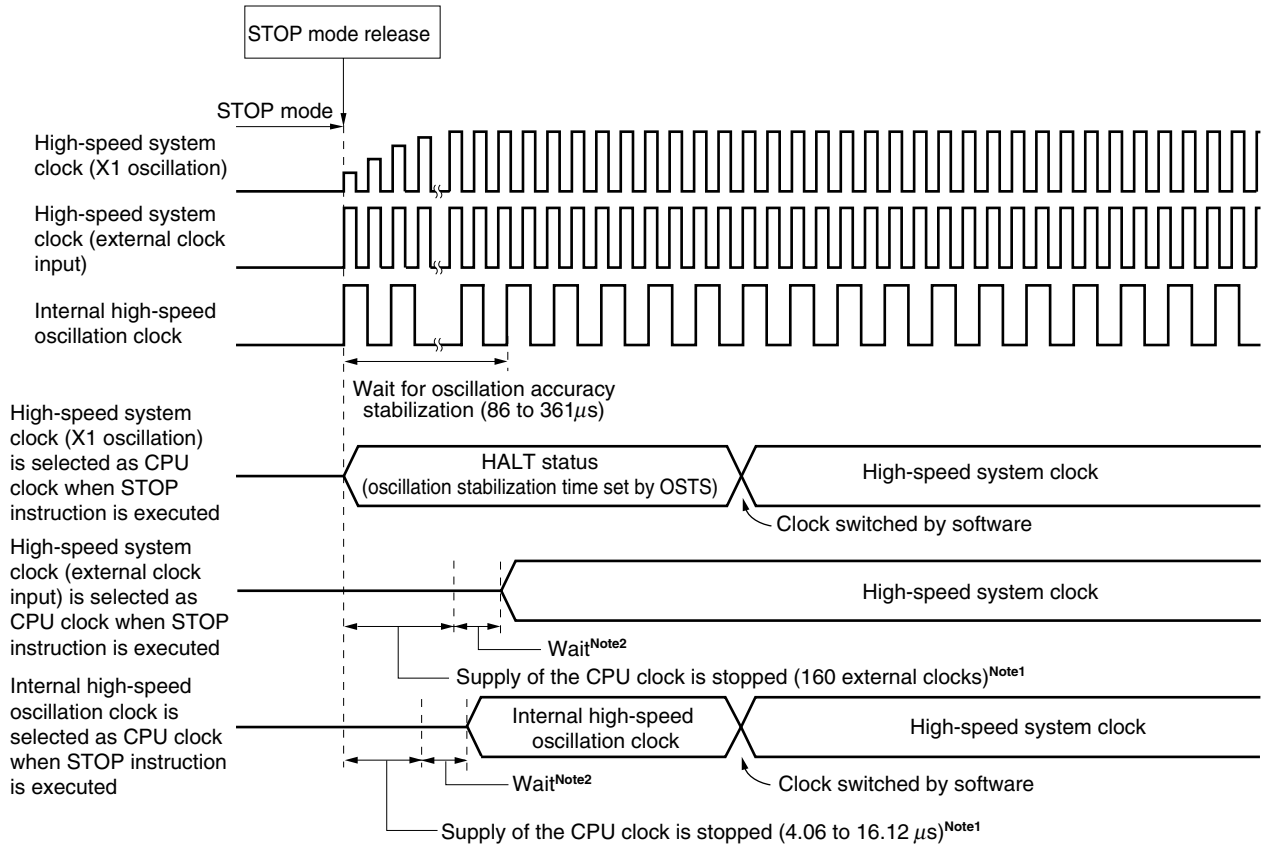 STOP mode release
STOP mode
High-speed system
clock (X1 oscillation)
High-speed system
clock (external clock
input)
Internal high-speed
oscillation clock
Wait for oscillation accuracy
stabilization (86 to 361μs)
High-speed system
clock (X1 oscillation)
is selected as CPU
clock when STOP
instruction is executed
HALT status
(oscillation stabilization time set by OSTS)
High-speed system clock
Clock switched by software
High-speed system
clock (external clock
input) is selected as
CPU clock when STOP
instruction is executed
High-speed system clock
Wait Note2
Supply of the CPU clock is stopped (160 external clocks) Note1
Internal high-speed
oscillation clock is
selected as CPU clock
when STOP instruction
is executed
Internal high-speed
oscillation clock
High-speed system clock
Wait Note2
Clock switched by software
Supply of the CPU clock is stopped (4.06 to 16.12 μs) Note1